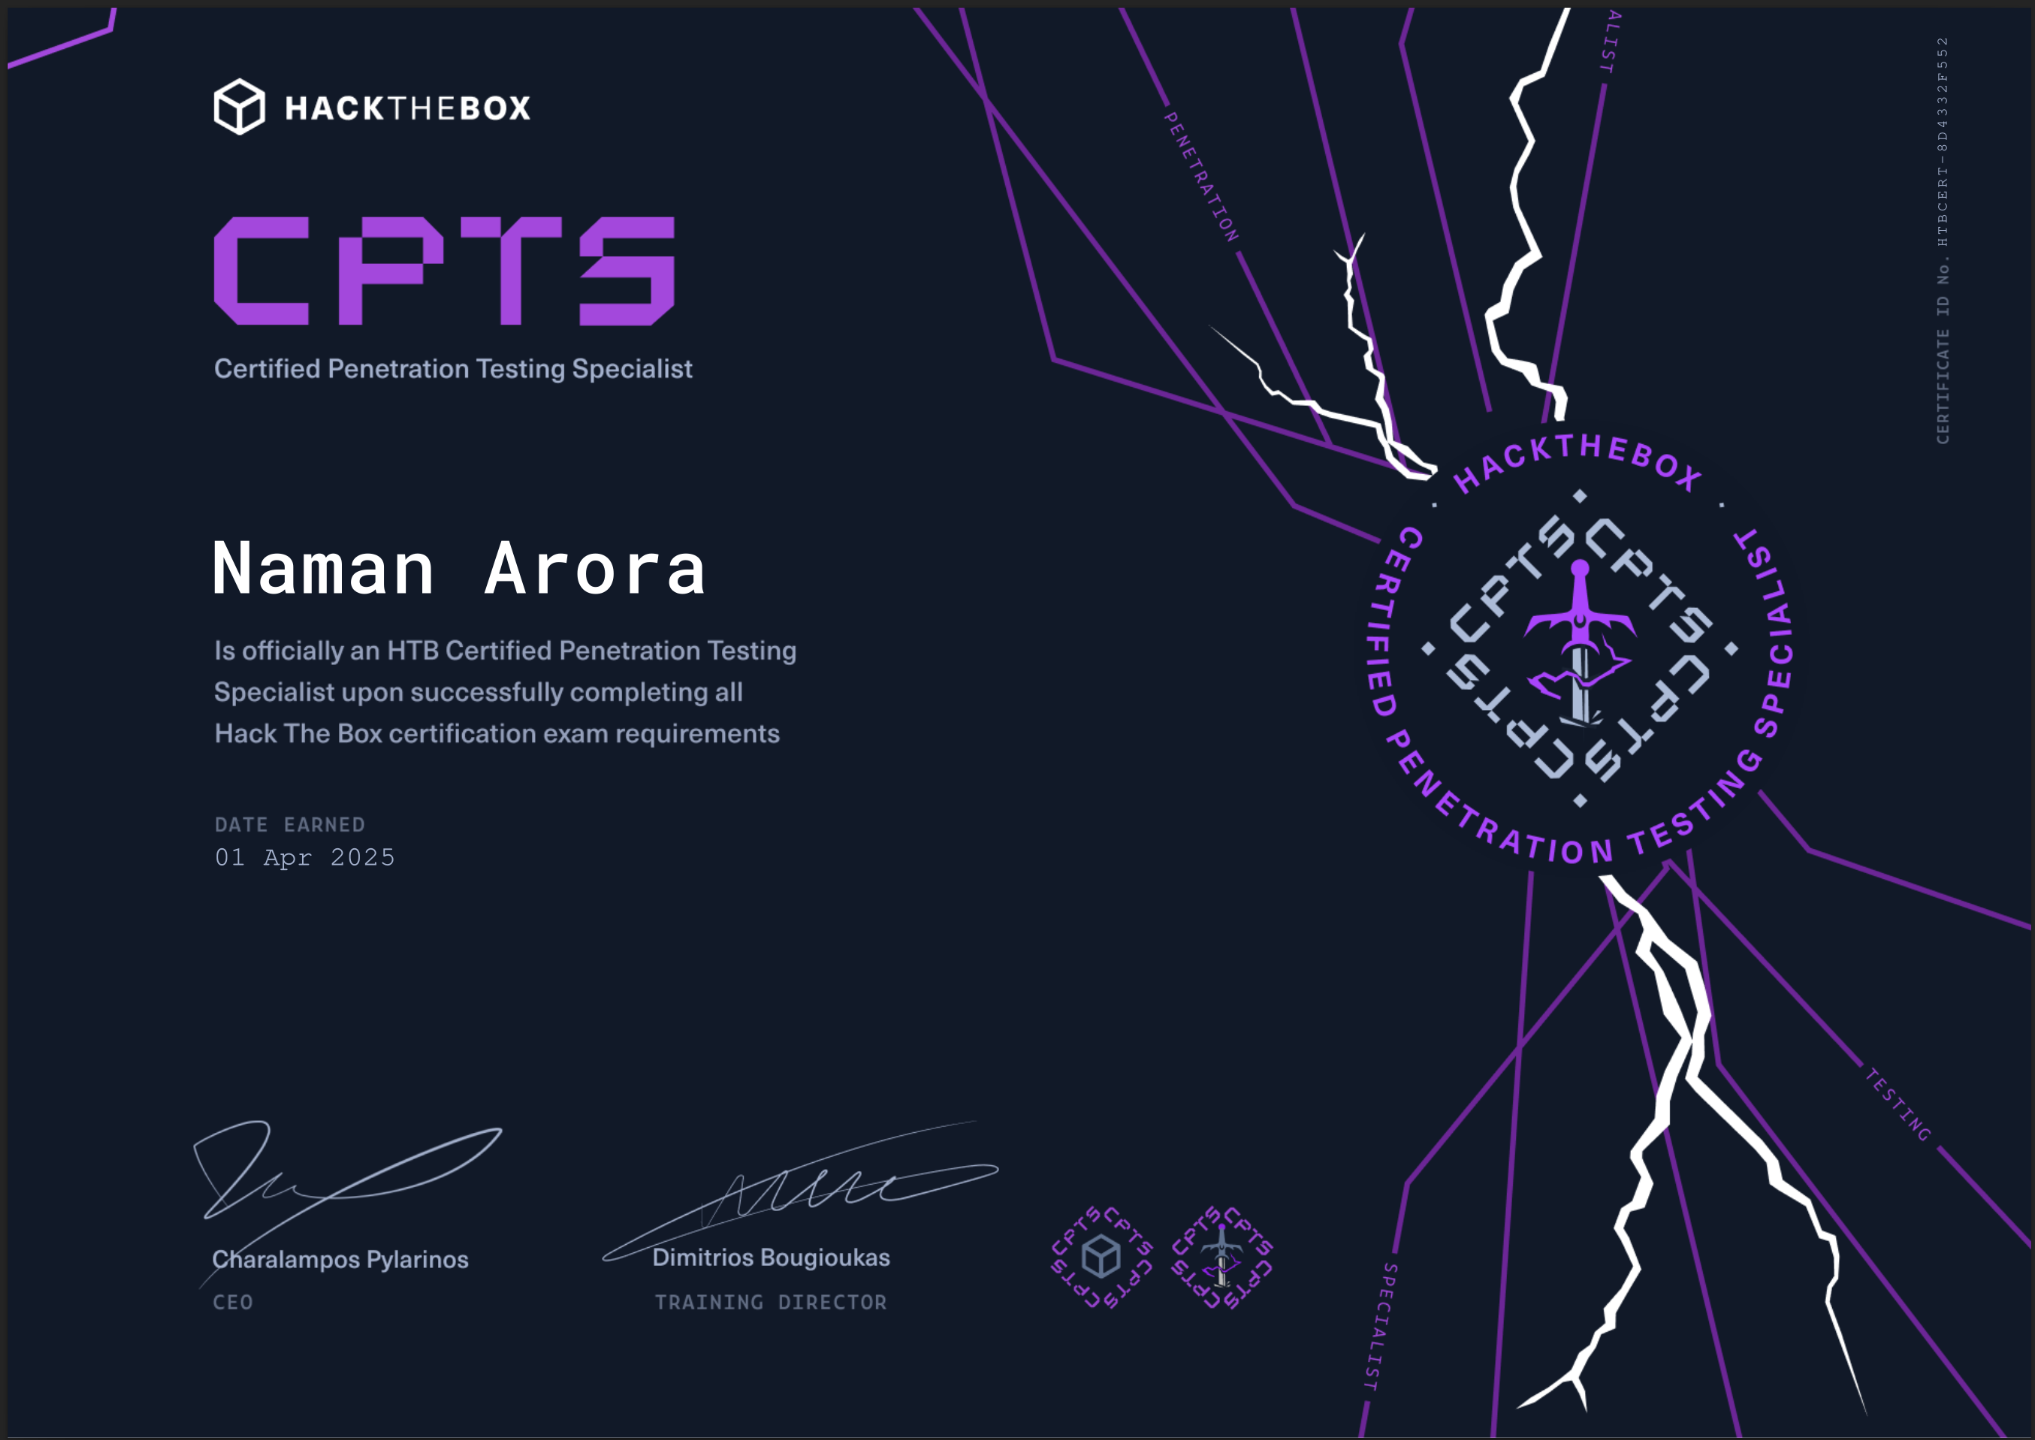 HACKTHEBOX
CPTS
Certified Penetration Testing Specialist
Naman Arora
Is officially an HTB Certified Penetration Testing
Specialist upon successfully completing all
Hack The Box certification exam requirements
DATE EARNED
01 Apr 2025
Charalampos Pylarinos
CEO
Dimitrios Bougioukas
TRAINING DIRECTOR
CPTS CPTS CPTS CPTS
CPTS CPTS CPTS CPTS
PENETRATION
ALIST
CERTIFICATE ID No. HTBCERT-8D4332F552
HACKTHEBOX
CERTIFIED PENETRATION TESTING SPECIALIST
CPTS CPTS CPTS CPTS
TESTING
SPECIALIST